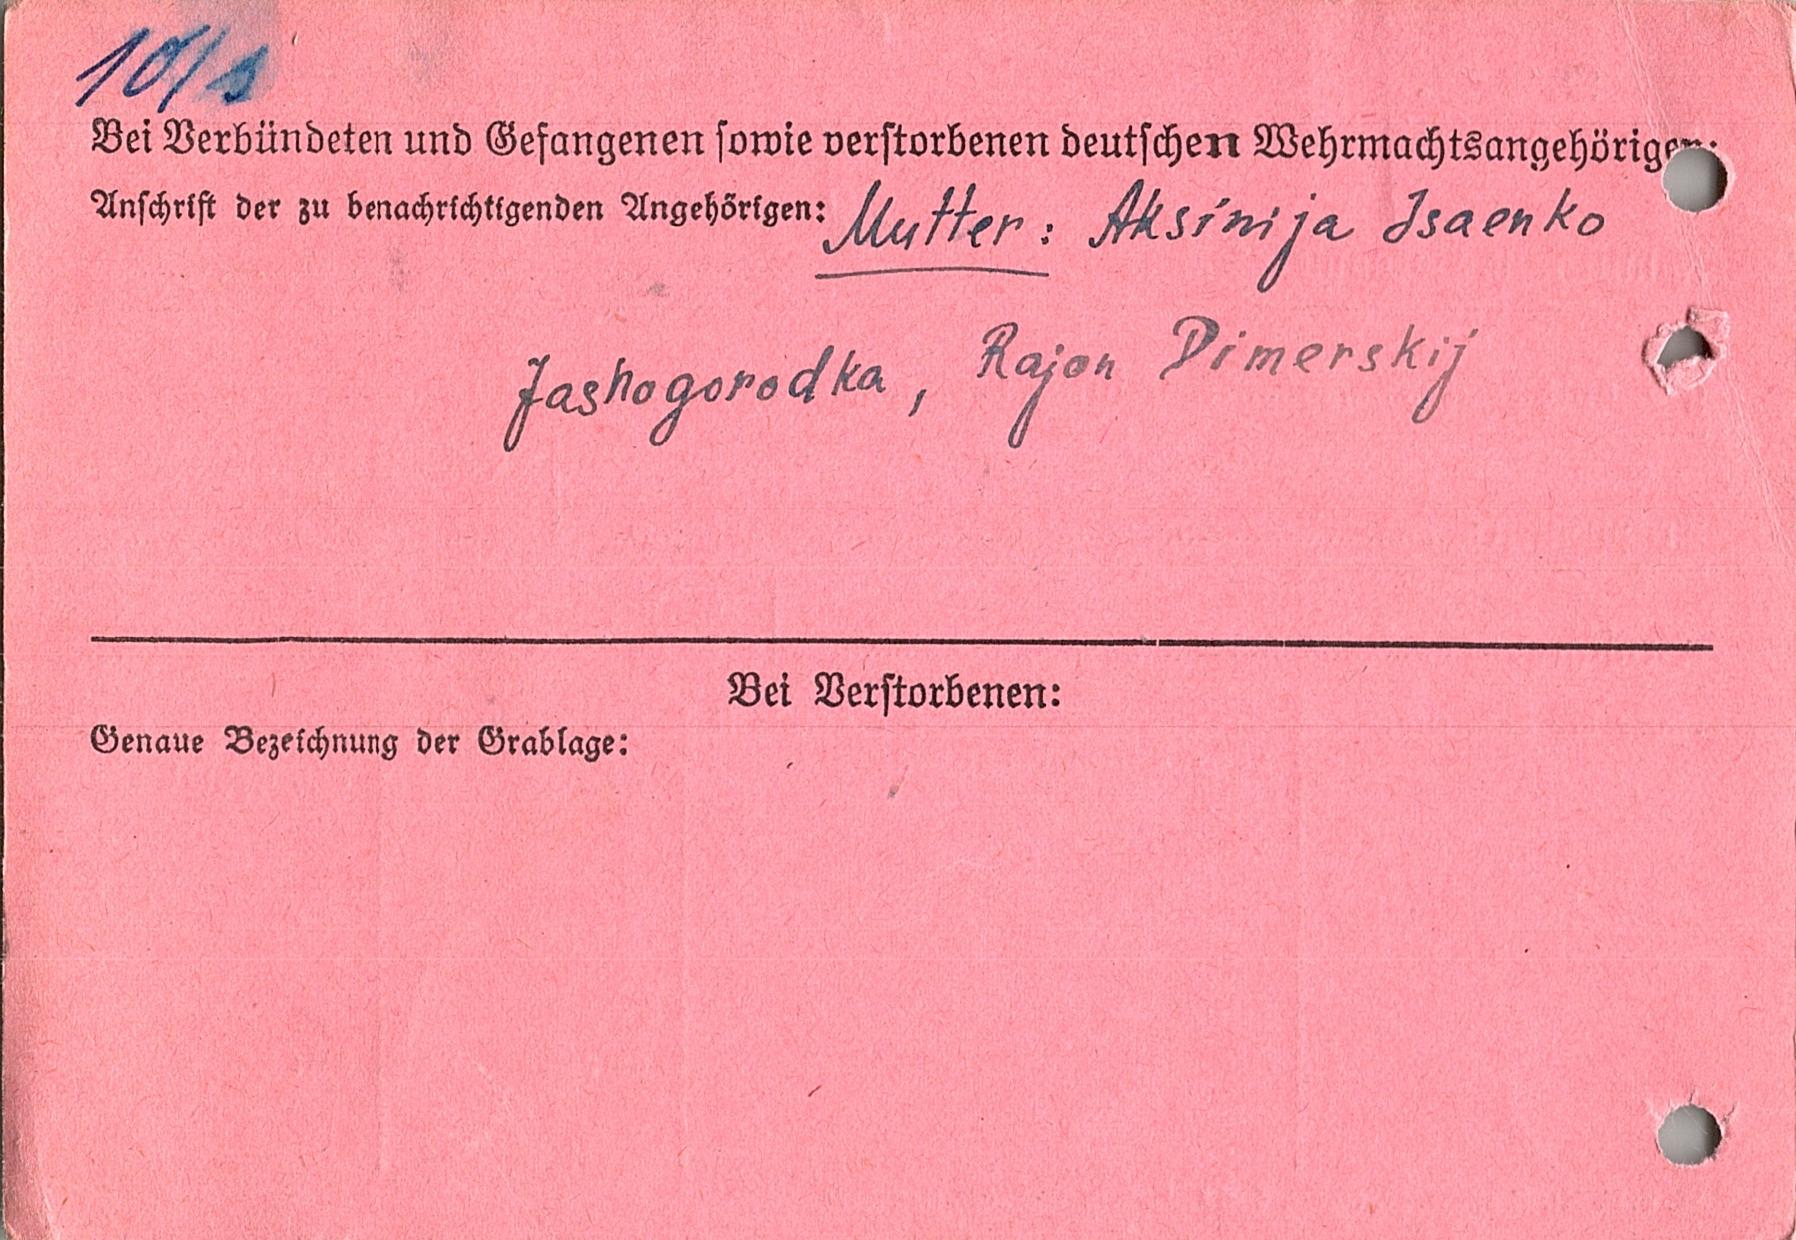 10/s
Bei Verbündeten und Gefangenen sowie verstorbenen deutschen Wehrmachtsangehörigen:
Anschrift der zu benachrichtigenden Angehörigen: Mutter: Aksinija Isaenko
Jashogorodka, Rajon Dimerskij
Bei Verstorbenen:
Genaue Bezeichnung der Grablage: